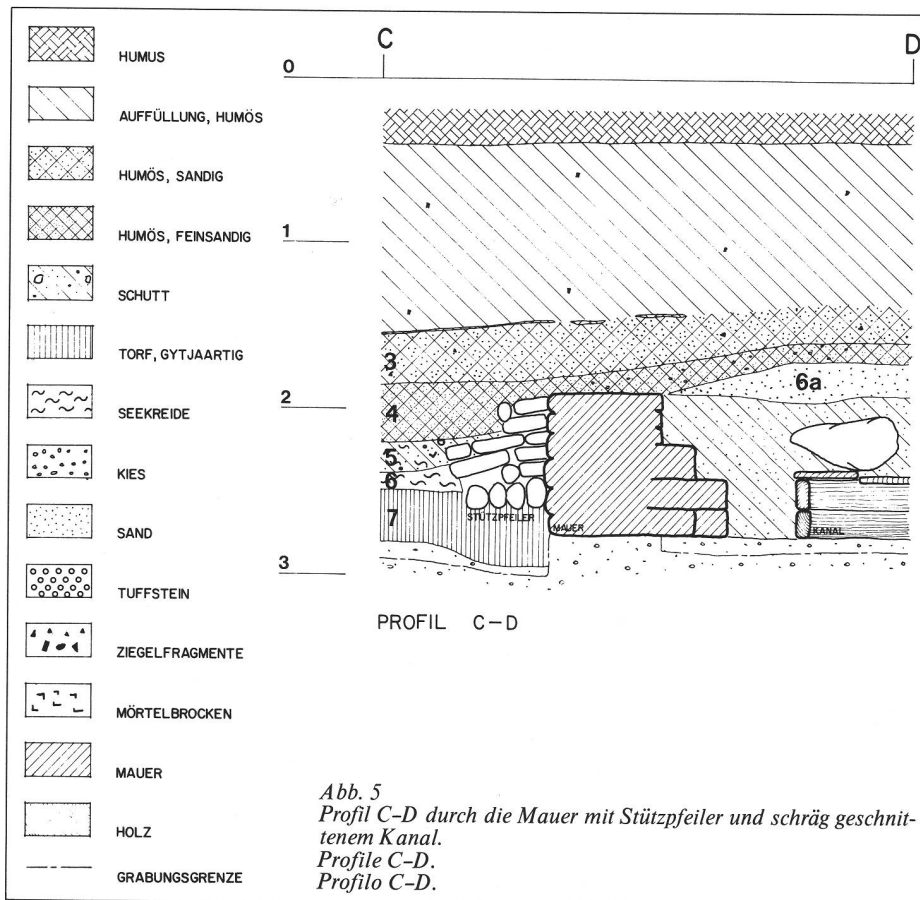 HUMUS
AUFFÜLLUNG, HUMÖS
HUMÖS, SANDIG
HUMÖS, FEINSANDIG
SCHUTT
TORF, GYTJAARTIG
SEEKREIDE
KIES
SAND
TUFFSTEIN
ZIEGELFRAGMENTE
MÖRTELBROCKEN
MAUER
HOLZ
GRABUNGSGRENZE
C D
0
1
2
3
3
4
5
6
7
6a
STÜTZPFEILER
MAUER
KANAL
PROFIL C-D
Abb. 5
Profil C-D durch die Mauer mit Stützpfeiler und schräg geschnit-
tenem Kanal.
Profile C-D.
Profilo C-D.